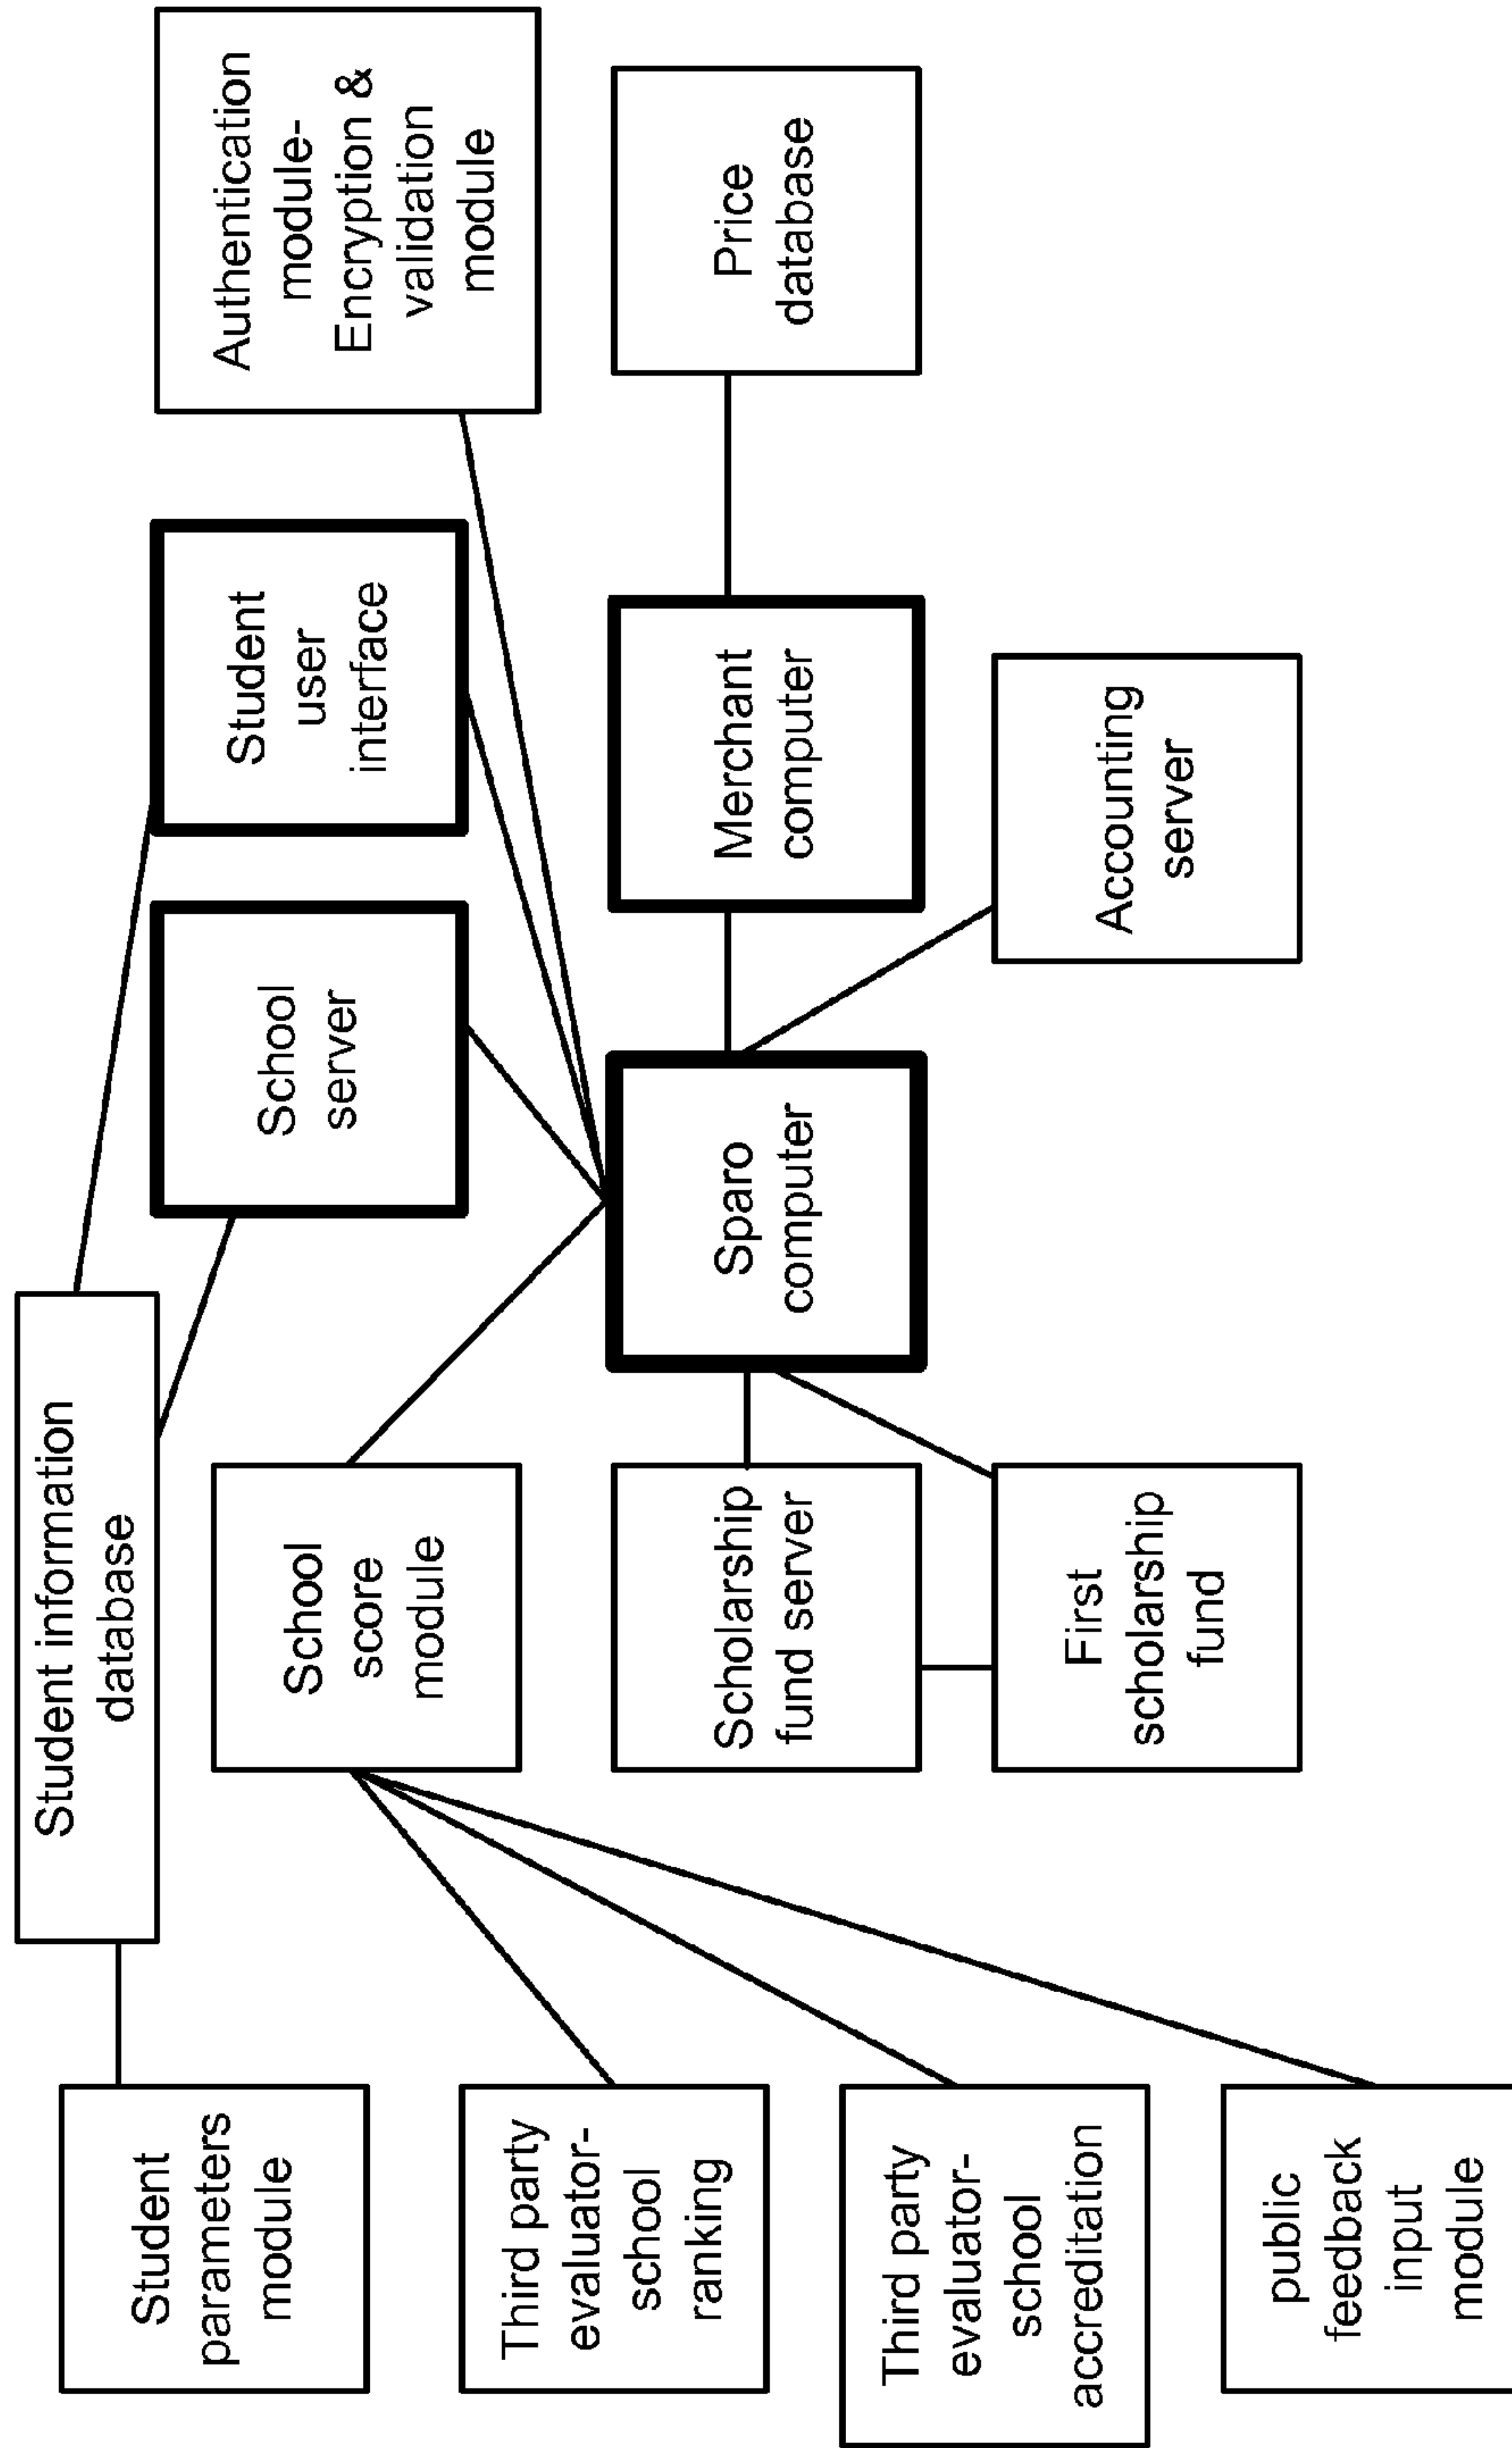 Student information
database
Student
parameters
module
School
server
Student
user
interface
Authentication
module-
Encryption &
validation
module
School
score
module
Third party
evaluator-
school
ranking
Scholarship
fund server
Sparo
computer
Merchant
computer
Price
database
Third party
evaluator-
school
accreditation
First
scholarship
fund
Accounting
server
public
feedback
input
module